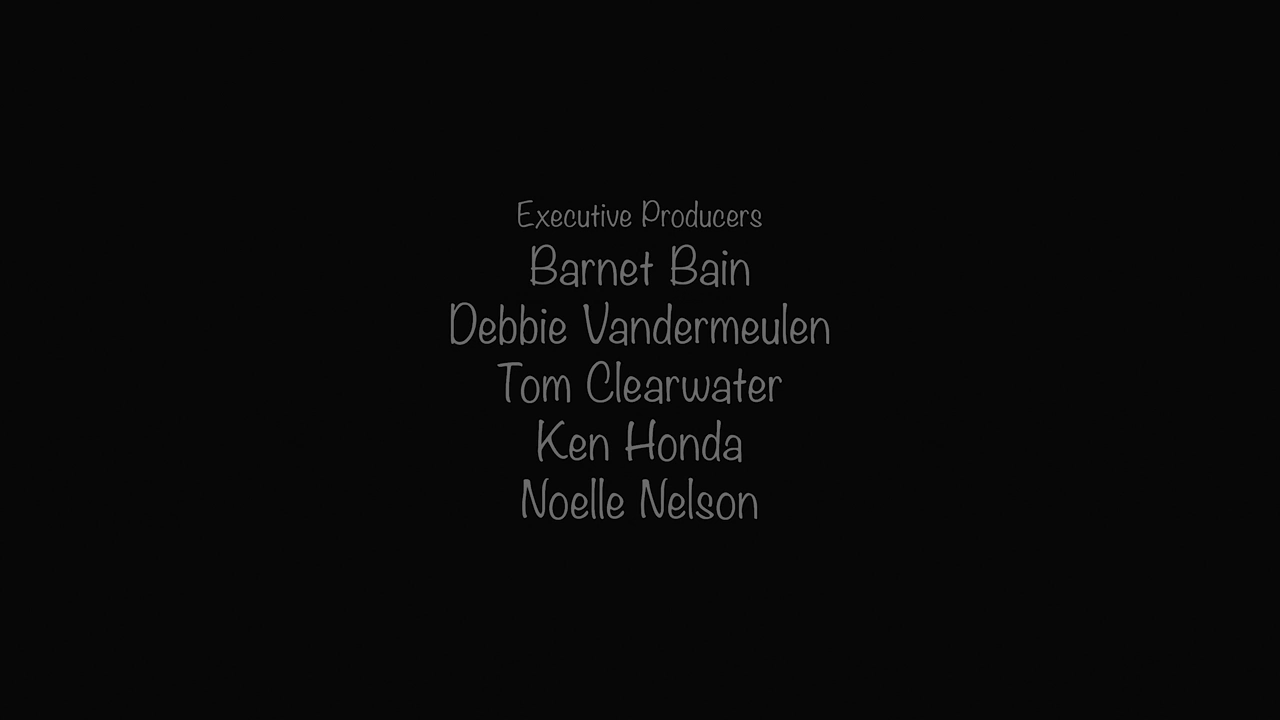 Executive Producers
Barnet Bain
Debbie Vandermeulen
Tom Clearwater
Ken Honda
Noelle Nelson